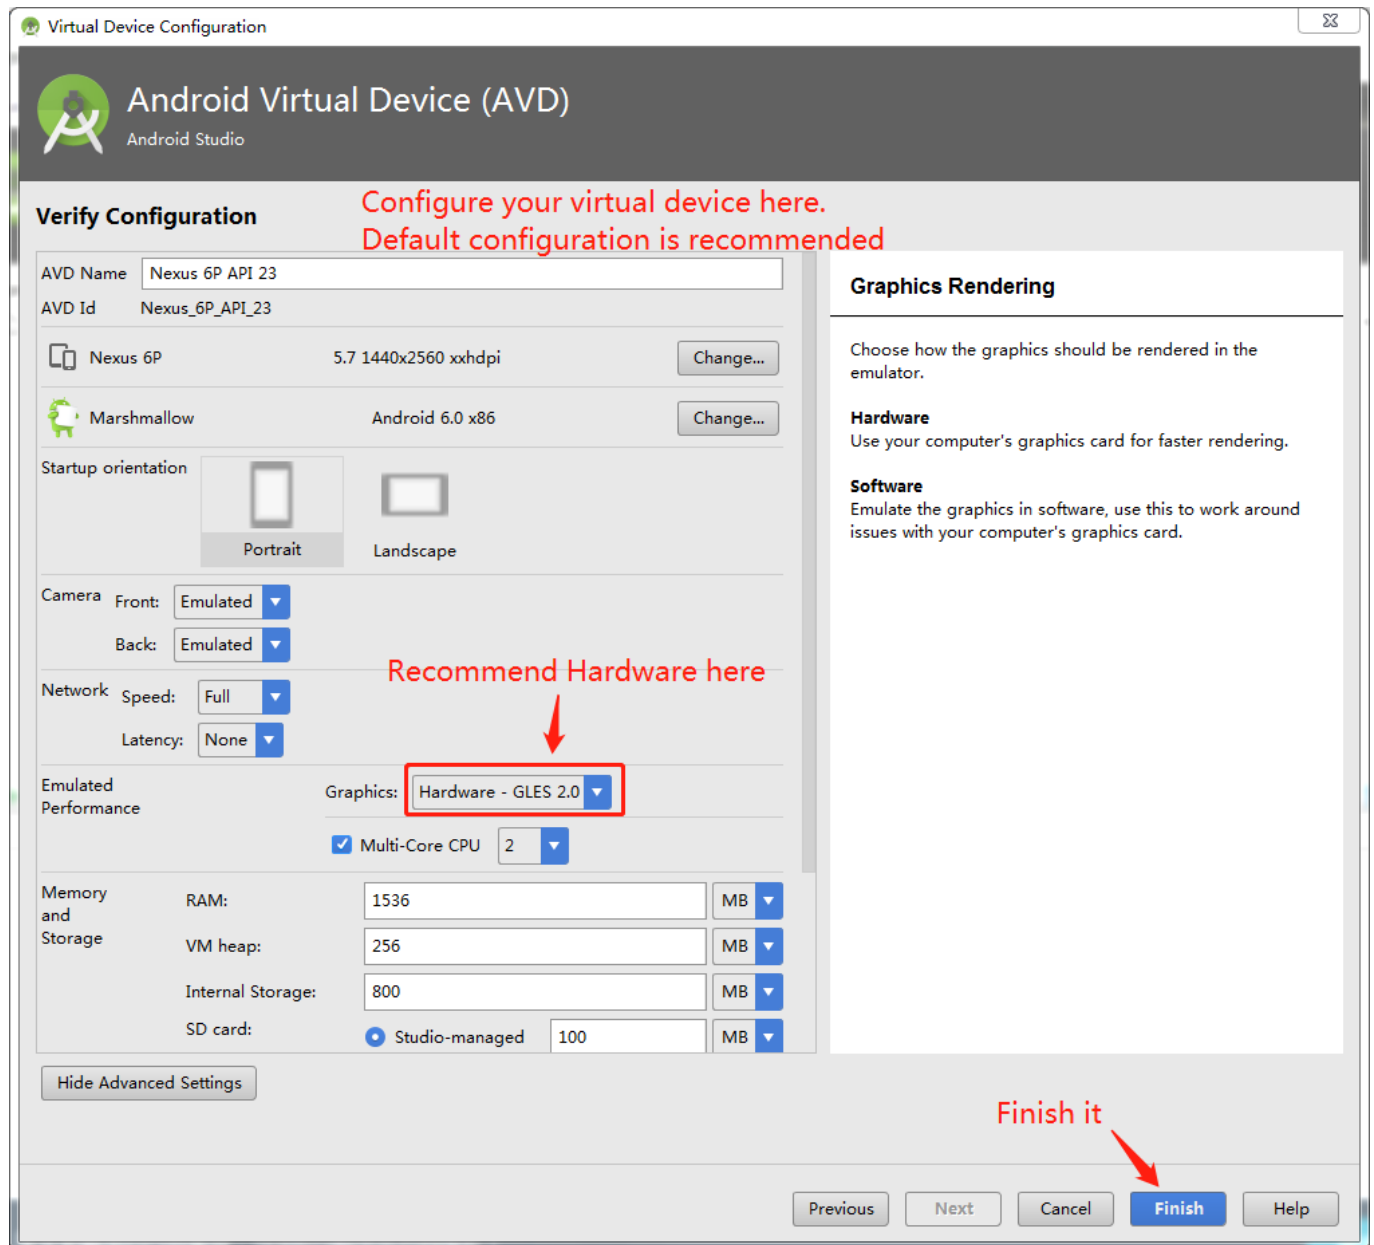 Virtual Device Configuration
Android Virtual Device (AVD)
Android Studio
Verify Configuration
Configure your virtual device here.
Default configuration is recommended
AVD Name Nexus 6P API 23
AVD Id Nexus_6P_API_23
Nexus 6P 5.7 1440x2560 xxhdpi Change...
Marshmallow Android 6.0 x86 Change...
Startup orientation
Portrait Landscape
Camera Front: Emulated
Back: Emulated
Recommend Hardware here
Network Speed: Full
Latency: None
Emulated
Performance
Graphics: Hardware - GLES 2.0
Multi-Core CPU 2
Memory
and
Storage
RAM: 1536 MB
VM heap: 256 MB
Internal Storage: 800 MB
SD card: Studio-managed 100 MB
Hide Advanced Settings
Graphics Rendering
Choose how the graphics should be rendered in the
emulator.
Hardware
Use your computer's graphics card for faster rendering.
Software
Emulate the graphics in software, use this to work around
issues with your computer's graphics card.
Finish it
Previous Next Cancel Finish Help